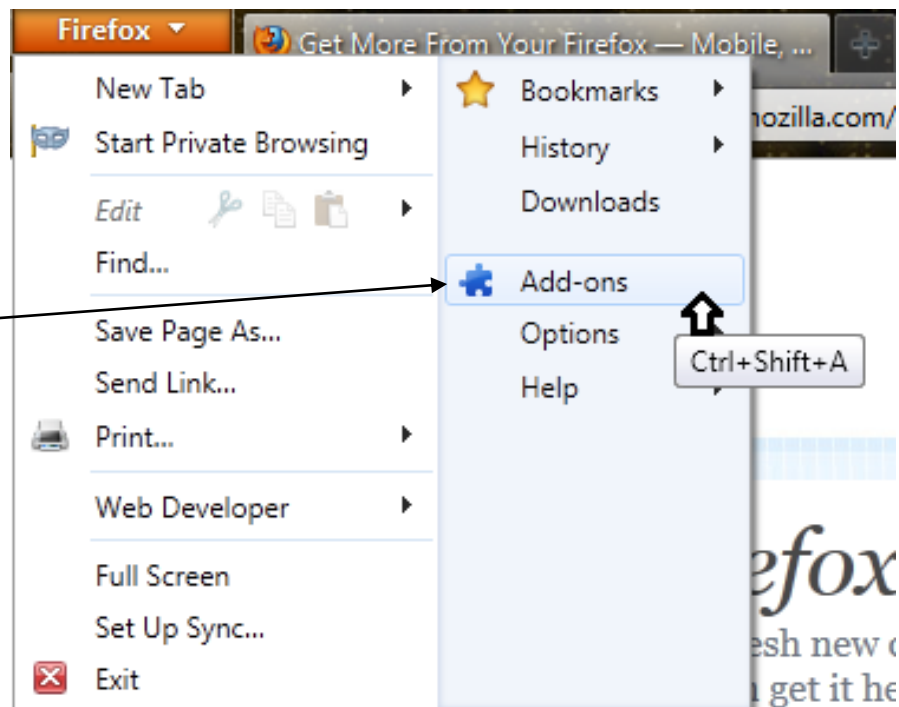 Firefox
Get More From Your Firefox — Mobile, ...
New Tab
Start Private Browsing
Edit
Find...
Save Page As...
Send Link...
Print...
Web Developer
Full Screen
Set Up Sync...
Exit
Bookmarks
History
Downloads
Add-ons
Options
Help
Ctrl+Shift+A
ozilla.com/
efox
esh new
get it he